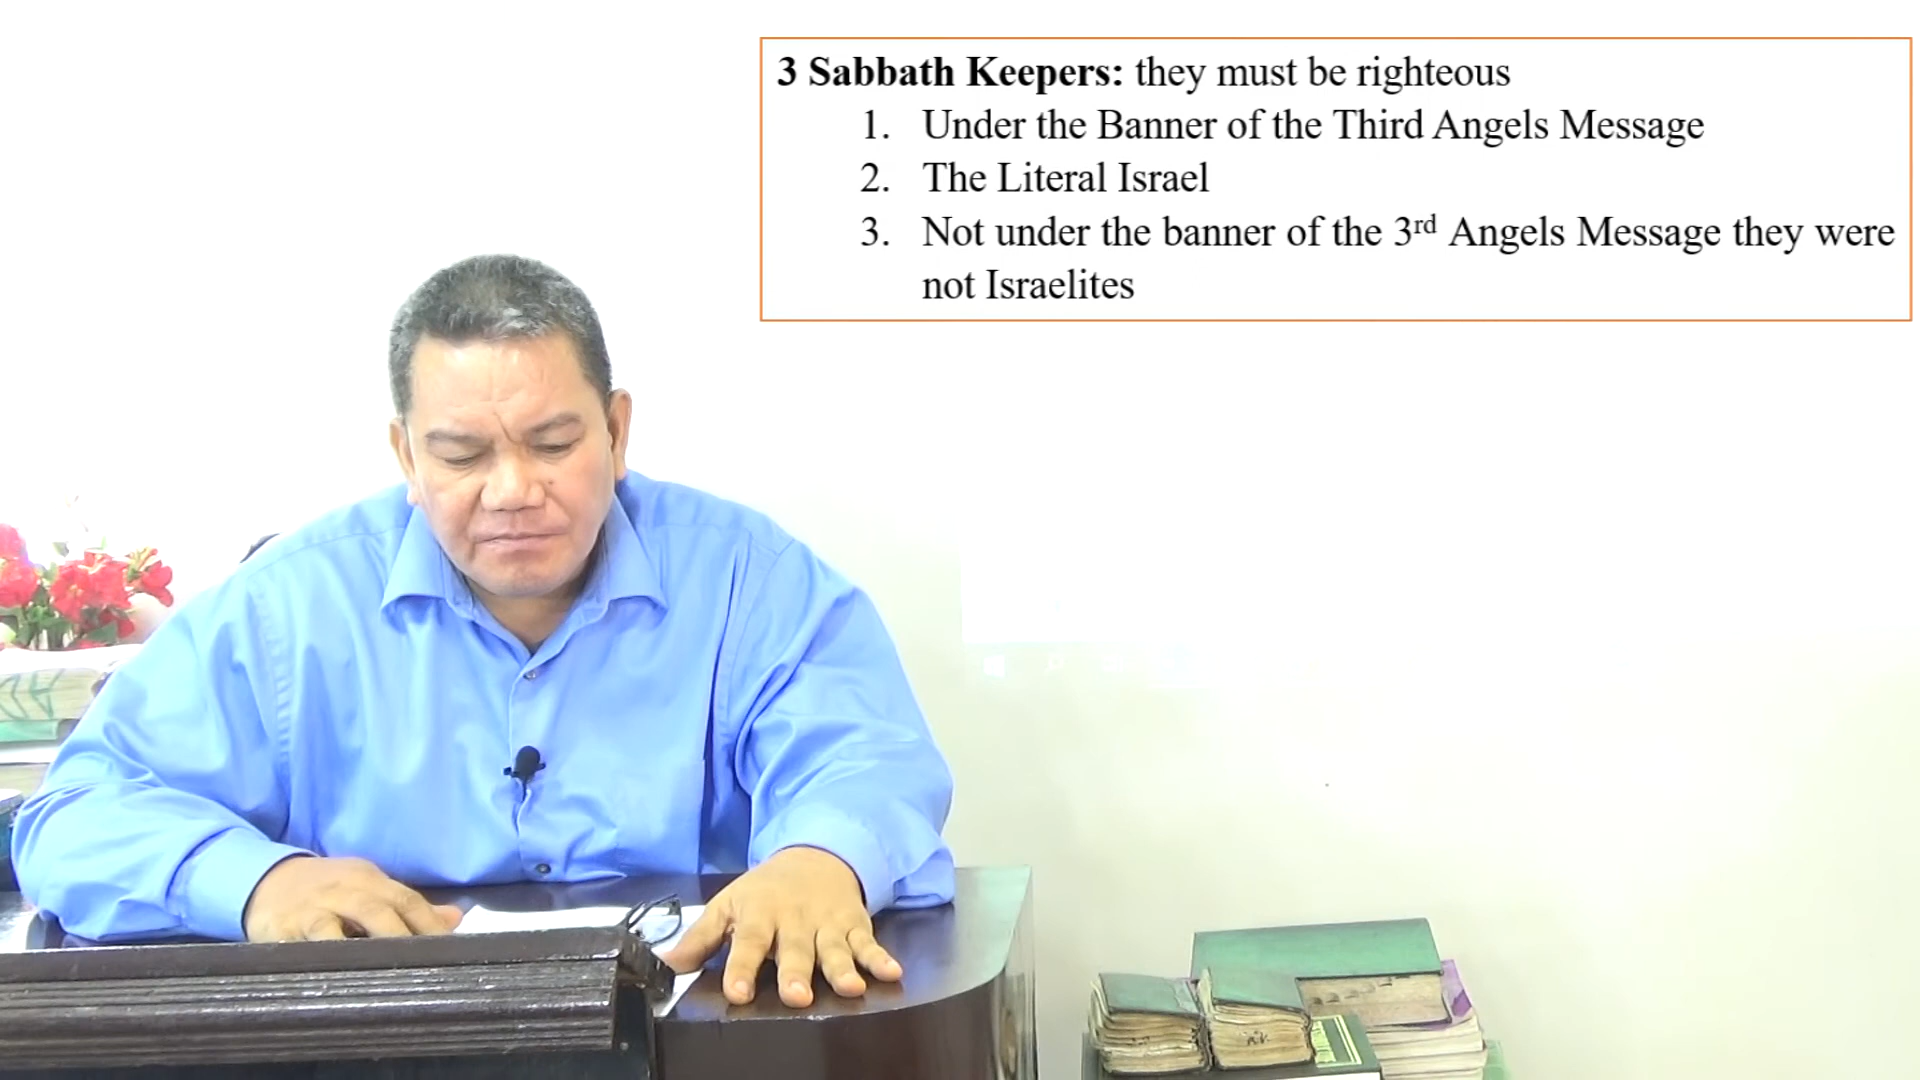 3 Sabbath Keepers: they must be righteous
1. Under the Banner of the Third Angels Message
2. The Literal Israel
3. Not under the banner of the 3rd Angels Message they were
not Israelites